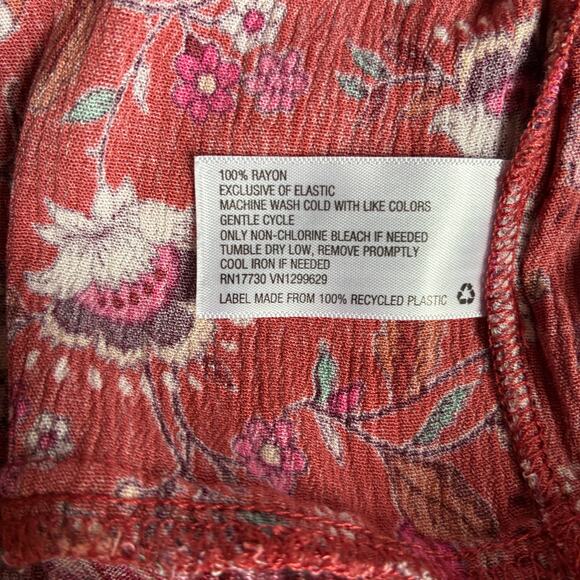 100% RAYON
EXCLUSIVE OF ELASTIC
MACHINE WASH COLD WITH LIKE COLORS
GENTLE CYCLE
ONLY NON-CHLORINE BLEACH IF NEEDED
TUMBLE DRY LOW, REMOVE PROMPTLY
COOL IRON IF NEEDED
RN17730 VN1299629
LABEL MADE FROM 100% RECYCLED PLASTIC